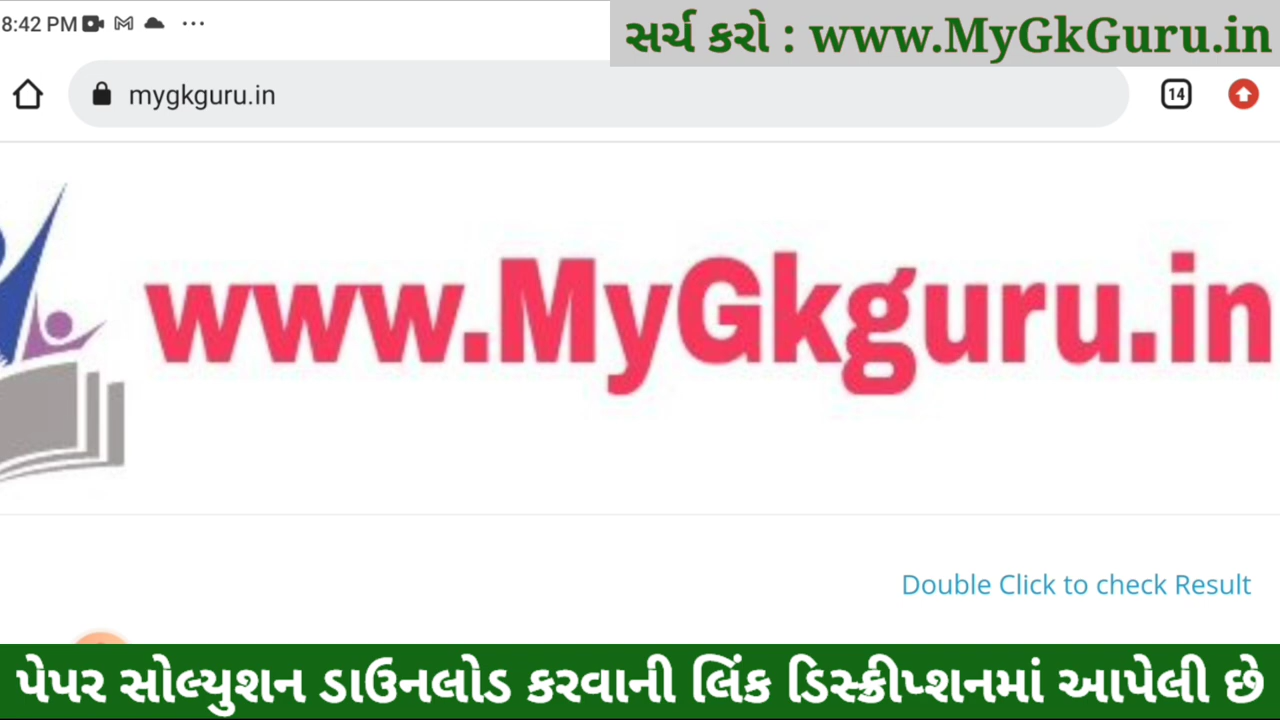 8:42 PM
સર્ચ કરો : www.MyGkGuru.in
mygkguru.in
14
www.MyGkguru.in
Double Click to check Result
પેપર સોલ્યુશન ડાઉનલોડ કરવાની લિંક ડિસ્ક્રીપ્શનમાં આપેલી છે